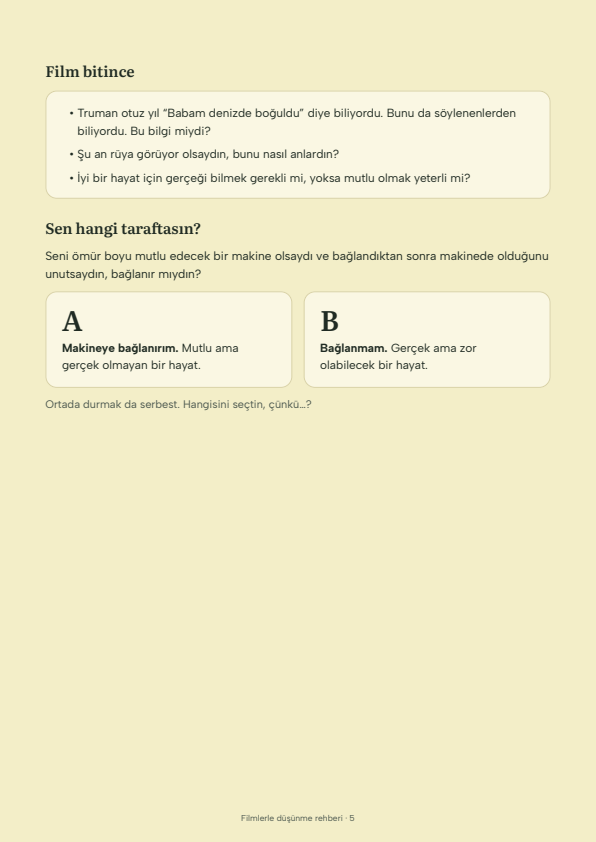 Film bitince
• Truman otuz yıl “Babam denizde boğuldu” diye biliyordu. Bunu da söylenenlerden
biliyordu. Bu bilgi miydi?
• Şu an rüya görüyor olsaydın, bunu nasıl anlardın?
• İyi bir hayat için gerçeği bilmek gerekli mi, yoksa mutlu olmak yeterli mi?
Sen hangi taraftasın?
Seni ömür boyu mutlu edecek bir makine olsaydı ve bağlandıktan sonra makinede olduğunu
unutsaydın, bağlanır mıydın?
A
Makineye bağlanırım. Mutlu ama
gerçek olmayan bir hayat.
B
Bağlanmam. Gerçek ama zor
olabilecek bir hayat.
Ortada durmak da serbest. Hangisini seçtin, çünkü…?
Filmlerle düşünme rehberi · 5